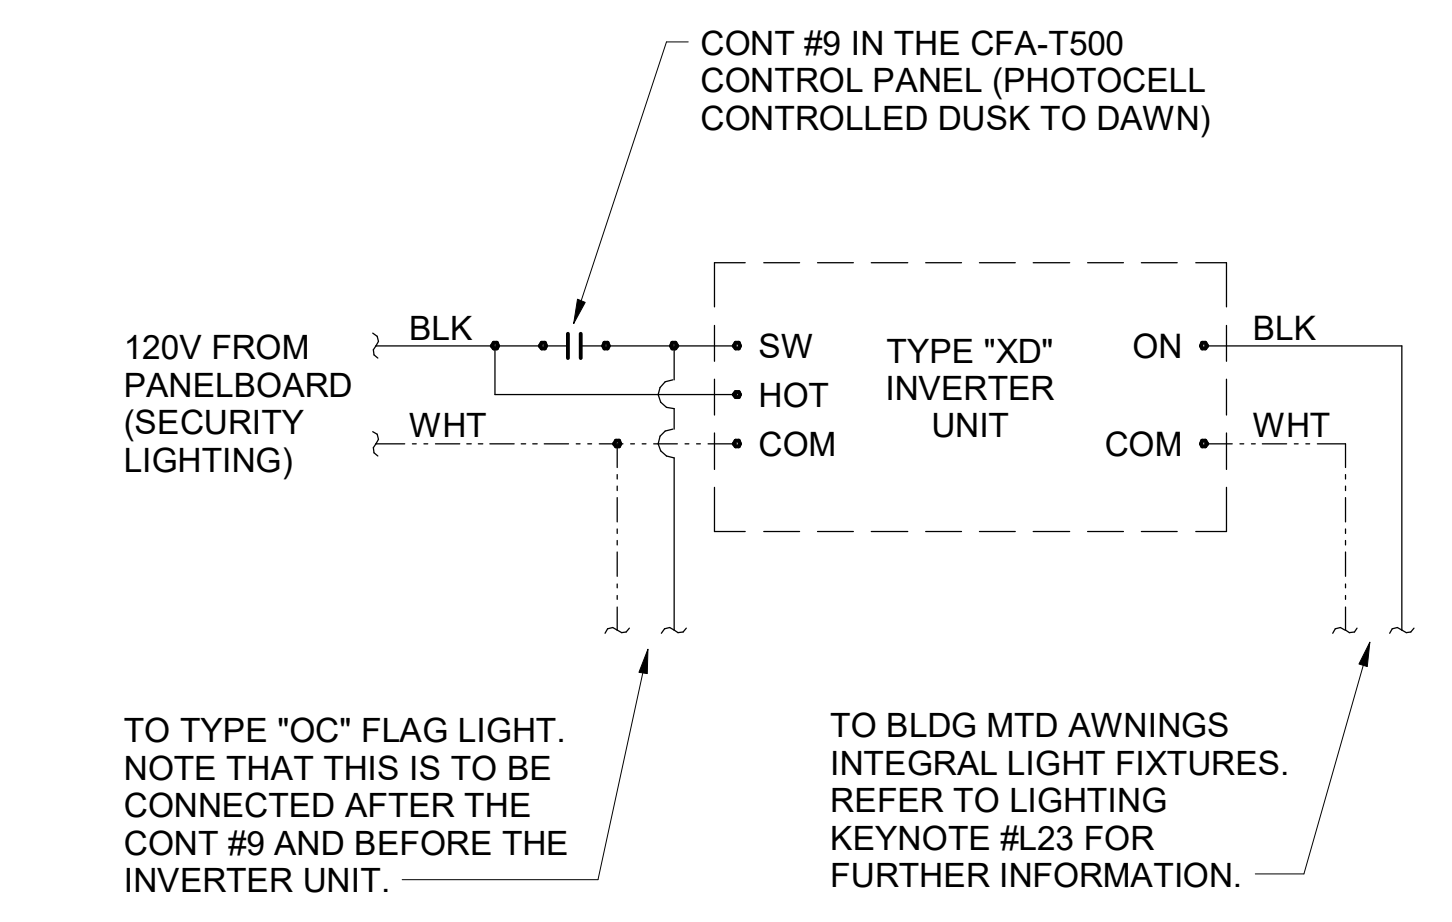 CONT #9 IN THE CFA-T500
CONTROL PANEL (PHOTOCELL
CONTROLLED DUSK TO DAWN)
120V FROM
PANELBOARD
(SECURITY
LIGHTING)
BLK
WHT
SW
HOT
COM
TYPE "XD"
INVERTER
UNIT
ON
COM
BLK
WHT
TO TYPE "OC" FLAG LIGHT.
NOTE THAT THIS IS TO BE
CONNECTED AFTER THE
CONT #9 AND BEFORE THE
INVERTER UNIT.
TO BLDG MTD AWNINGS
INTEGRAL LIGHT FIXTURES.
REFER TO LIGHTING
KEYNOTE #L23 FOR
FURTHER INFORMATION.